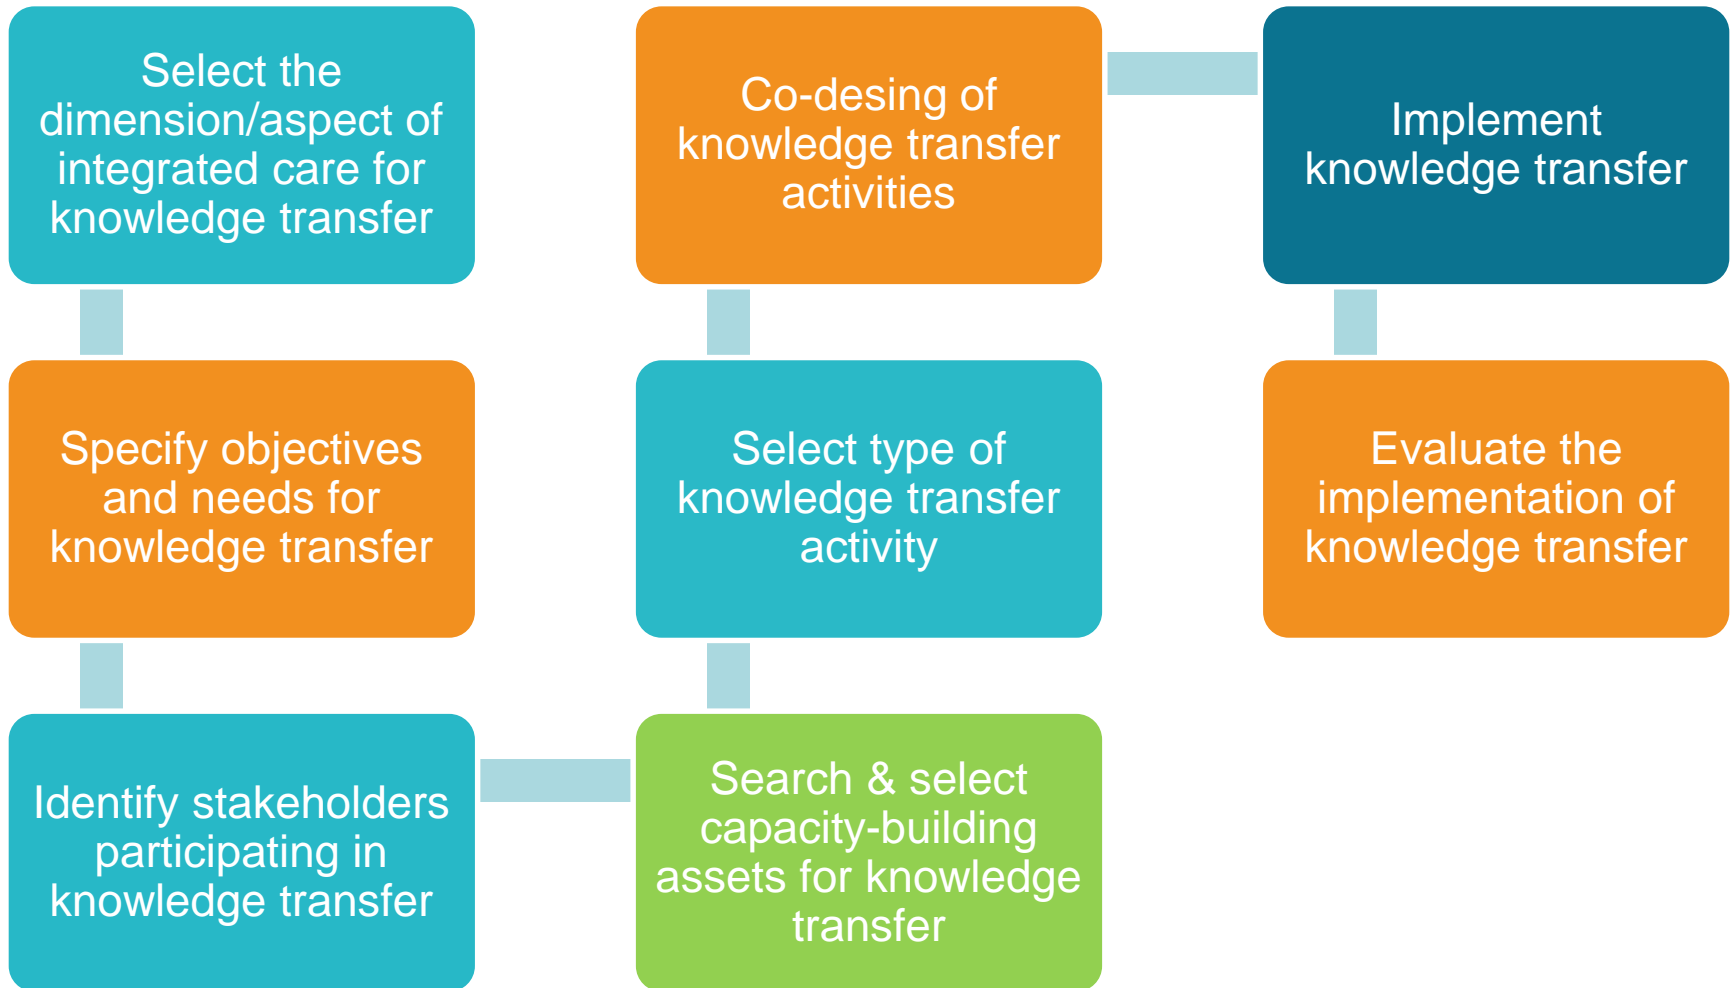 Select the
dimension/aspect of
integrated care for
knowledge transfer
Specify objectives
and needs for
knowledge transfer
Identify stakeholders
participating in
knowledge transfer
Search & select
capacity-building
assets for knowledge
transfer
Select type of
knowledge transfer
activity
Co-desing of
knowledge transfer
activities
Implement
knowledge transfer
Evaluate the
implementation of
knowledge transfer